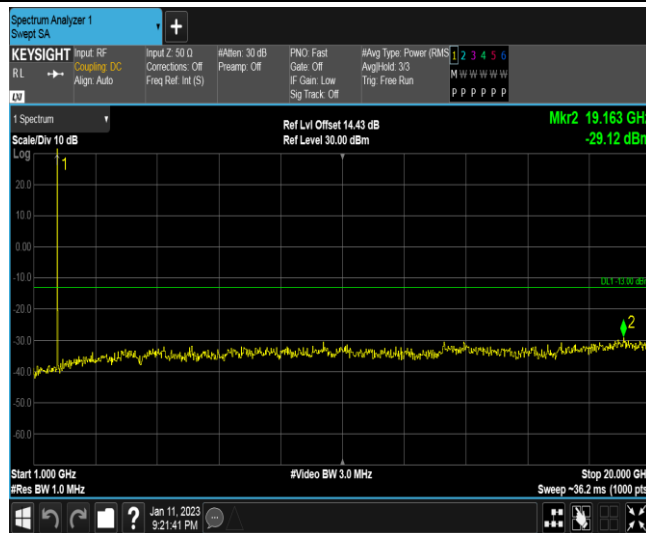 Spectrum Analyzer 1
Swept SA
+
KEYSIGHT
RL
LXI
Input: RF
Coupling: DC
Align: Auto
Input Z: 50 Ω
Corrections: Off
Freq Ref: Int (S)
#Atten: 30 dB
Preamp: Off
PNO: Fast
Gate: Off
IF Gain: Low
Sig Track: Off
#Avg Type: Power (RMS
Avg|Hold: 3/3
Trig: Free Run
1 2 3 4 5 6
M W W W W W
P P P P P P
1 Spectrum
Scale/Div 10 dB
Ref Lvl Offset 14.43 dB
Ref Level 30.00 dBm
Mkr2 19.163 GHz
-29.12 dBm
Log
1
20.0
10.0
0.00
-10.0
DL1 -13.00 dBm
-20.0
2
-30.0
-40.0
-50.0
-60.0
Start 1.000 GHz
#Video BW 3.0 MHz
Stop 20.000 GHz
#Res BW 1.0 MHz
Sweep ~36.2 ms (1000 pts
?
Jan 11, 2023
9:21:41 PM